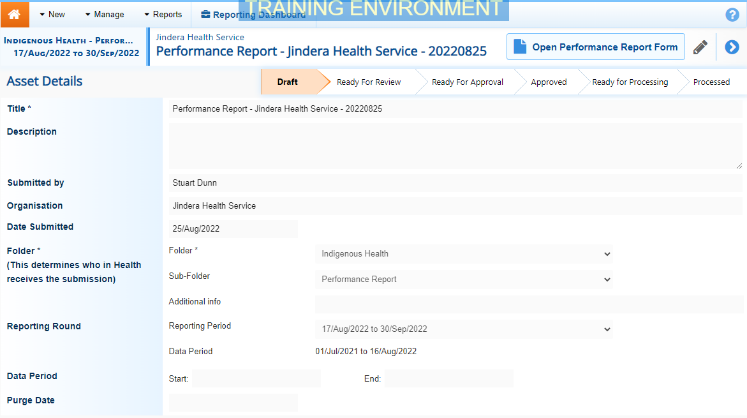 New Manage Reports Reporting Dashboard TRAINING ENVIRONMENT
Indigenous Health - Perfor...
17/Aug/2022 to 30/Sep/2022
Jindera Health Service
Performance Report - Jindera Health Service - 20220825
Open Performance Report Form
Asset Details
Draft Ready For Review Ready For Approval Approved Ready for Processing Processed
Title * Performance Report - Jindera Health Service - 20220825
Description
Submitted by Stuart Dunn
Organisation Jindera Health Service
Date Submitted 25/Aug/2022
Folder * Folder * Indigenous Health
(This determines who in Health
receives the submission)
Sub-Folder Performance Report
Additional info
Reporting Round Reporting Period 17/Aug/2022 to 30/Sep/2022
Data Period 01/Jul/2021 to 16/Aug/2022
Data Period Start: End:
Purge Date